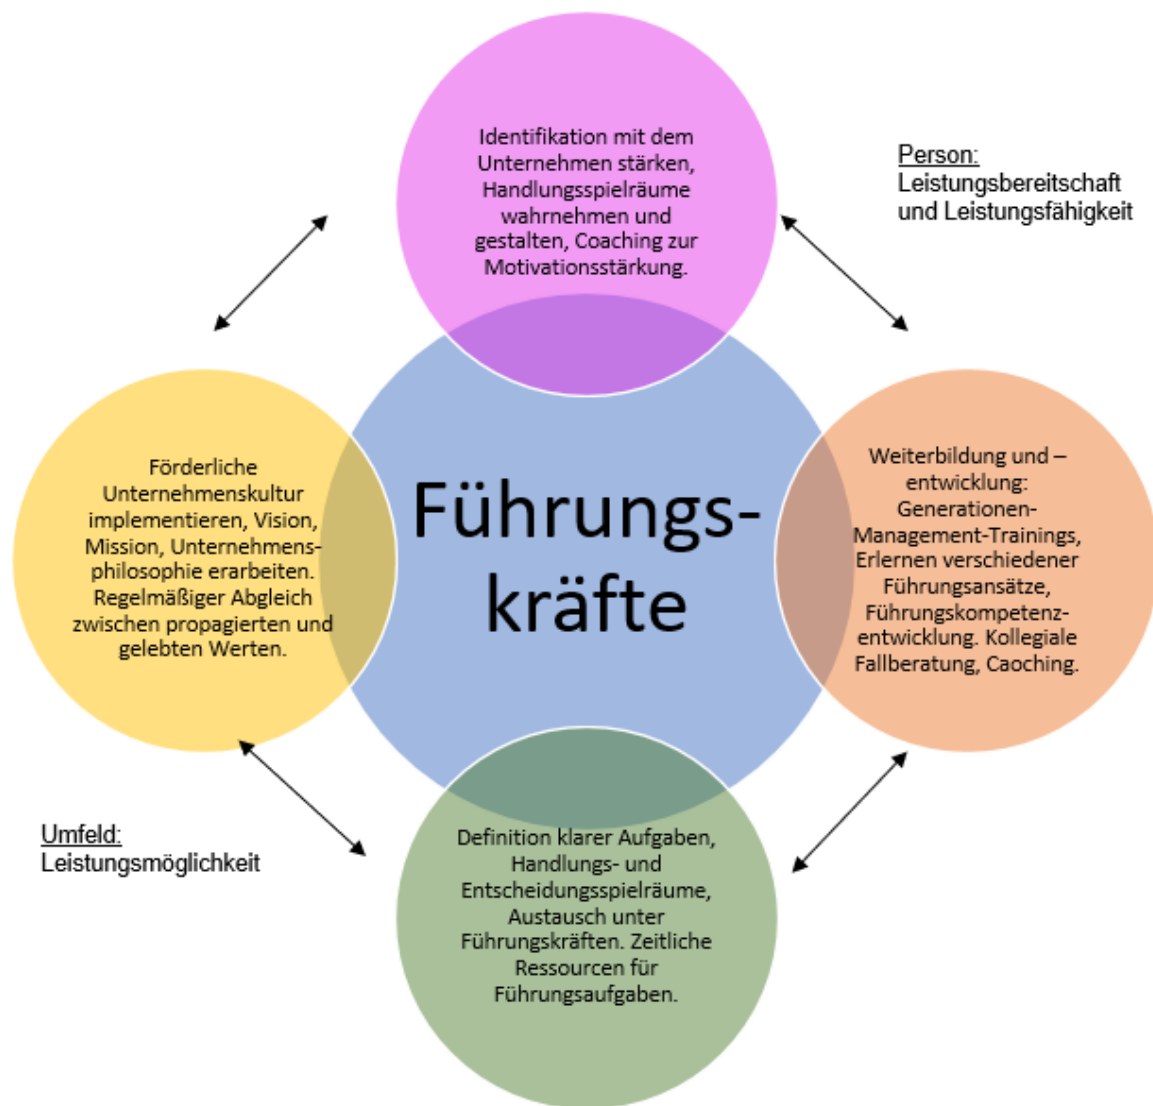 Identifikation mit dem
Unternehmen stärken,
Handlungsspielräume
wahrnehmen und
gestalten, Coaching zur
Motivationsstärkung.
Person:
Leistungsbereitschaft
und Leistungsfähigkeit
Förderliche
Unternehmenskultur
implementieren, Vision,
Mission, Unternehmens-
philosophie erarbeiten.
Regelmäßiger Abgleich
zwischen propagierten und
gelebten Werten.
Führungs-
kräfte
Weiterbildung und –
entwicklung:
Generationen-
Management-Trainings,
Erlernen verschiedener
Führungsansätze,
Führungskompetenz-
entwicklung. Kollegiale
Fallberatung, Caoching.
Umfeld:
Leistungsmöglichkeit
Definition klarer Aufgaben,
Handlungs- und
Entscheidungsspielräume,
Austausch unter
Führungskräften. Zeitliche
Ressourcen für
Führungsaufgaben.